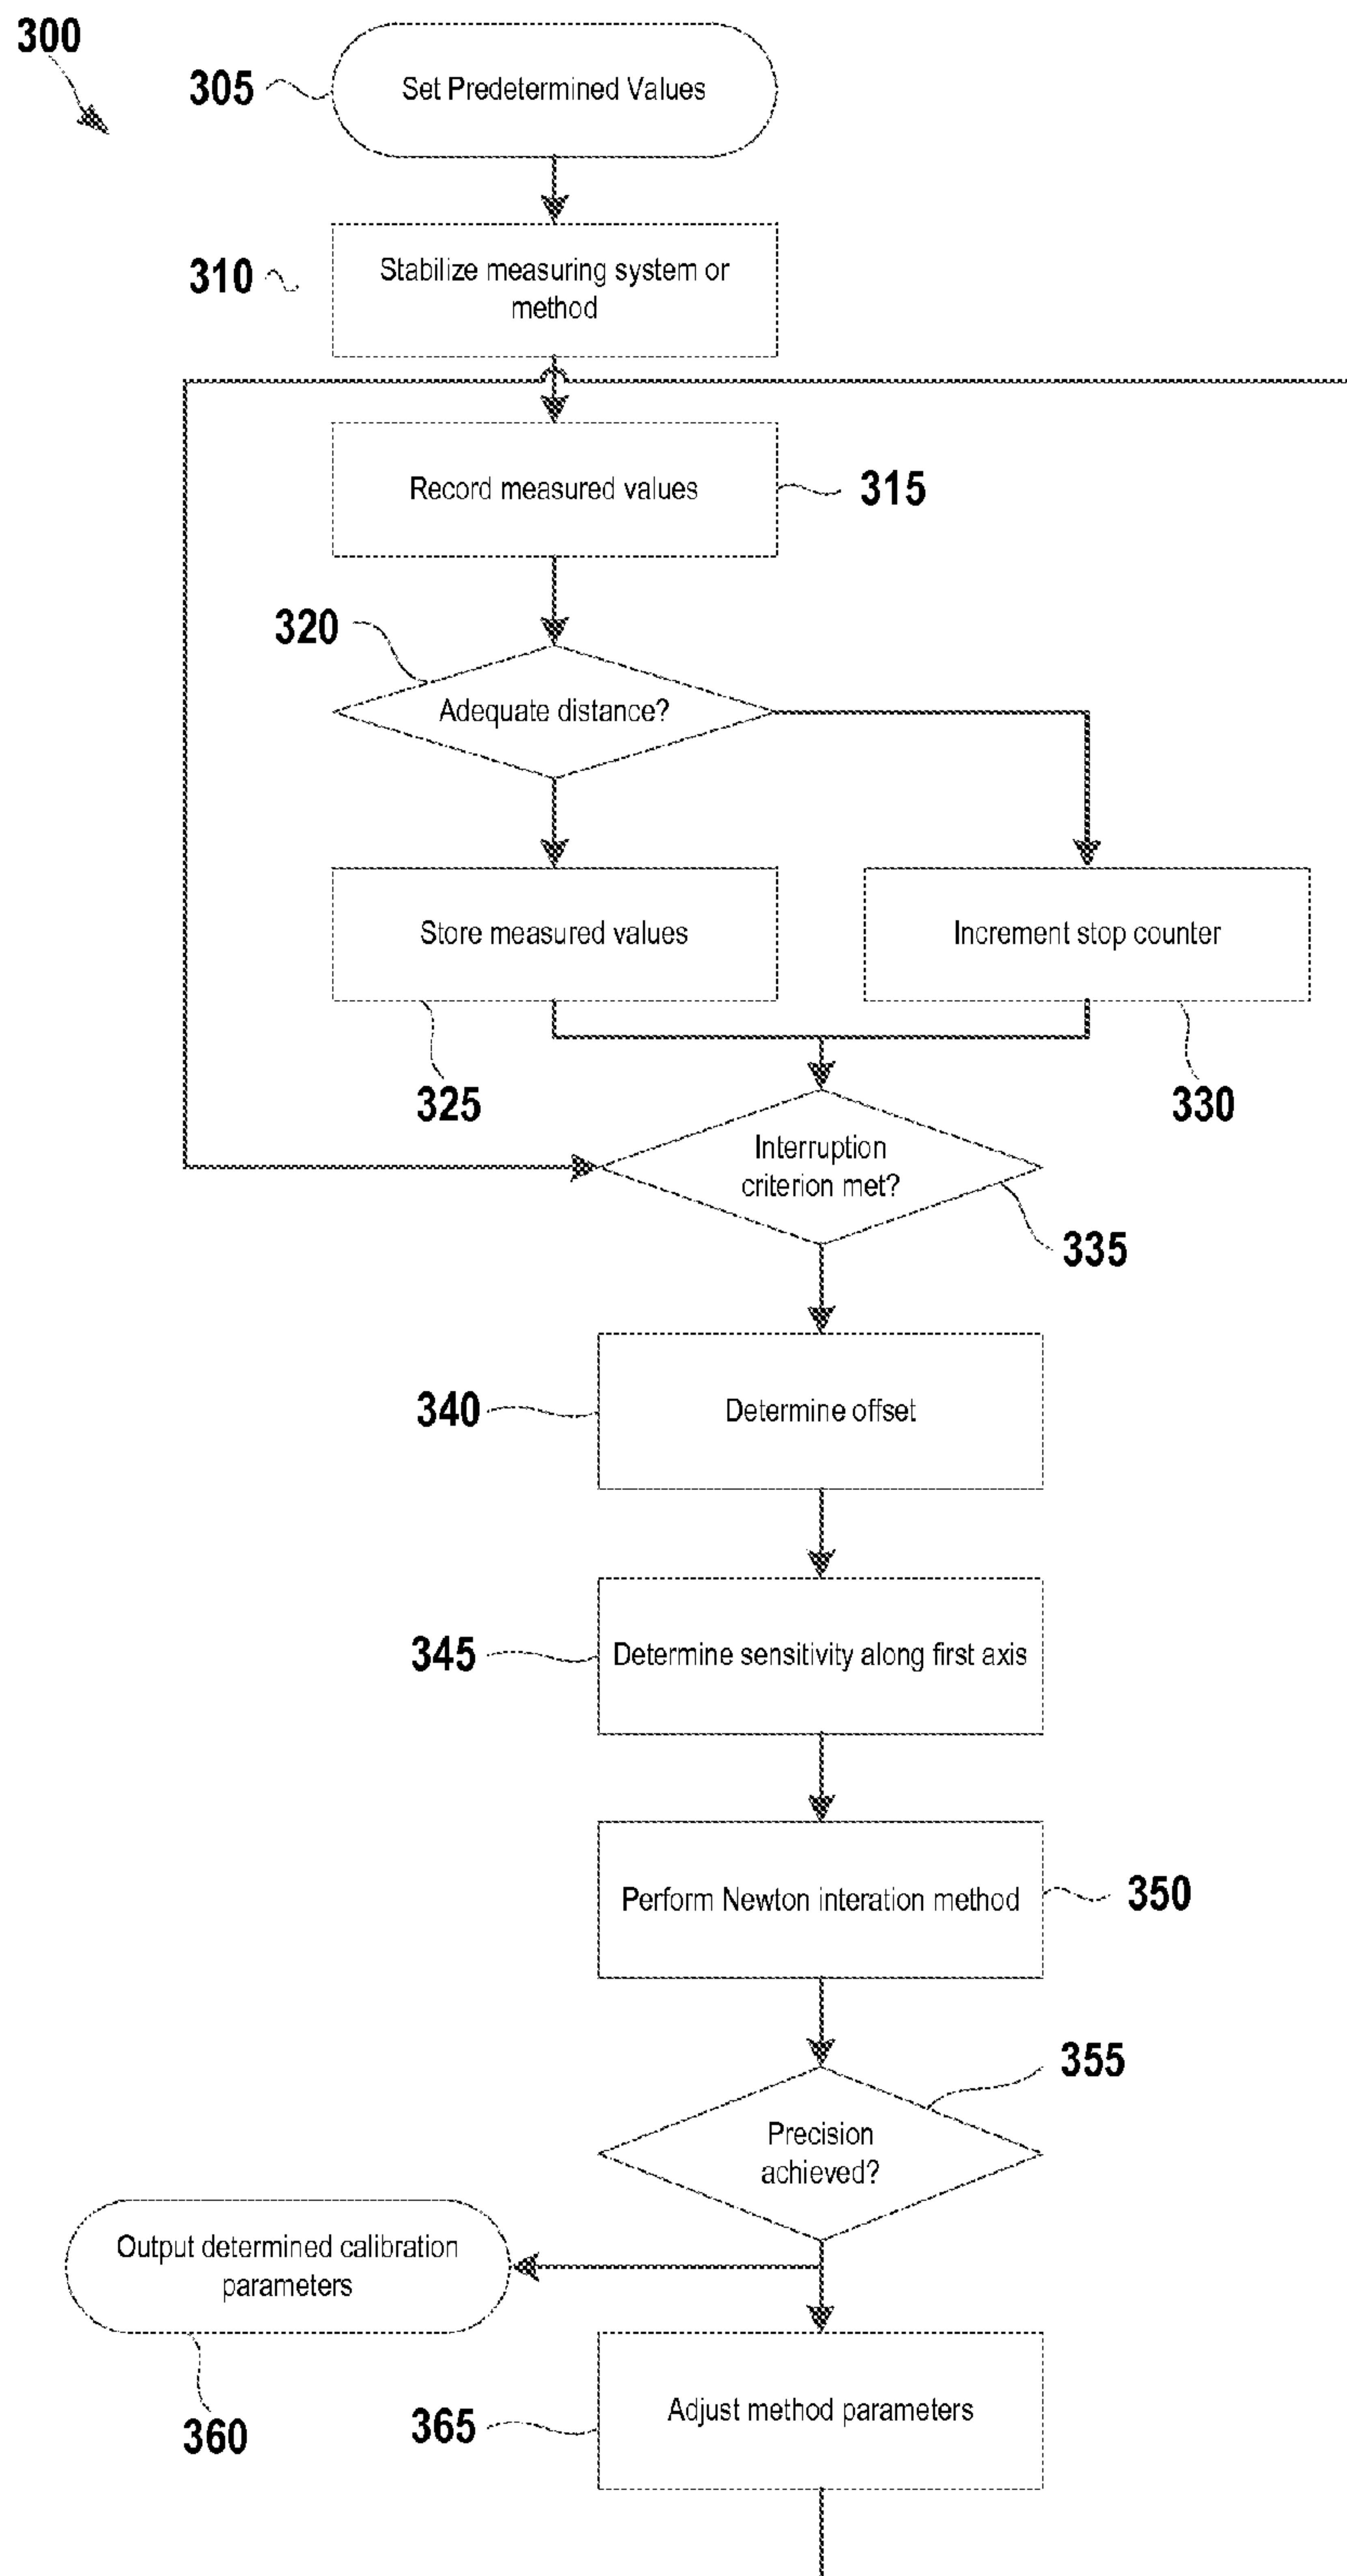 300
305
Set Predetermined Values
310
Stabilize measuring system or
method
Record measured values
315
320
Adequate distance?
Store measured values
Increment stop counter
325
330
Interruption
criterion met?
335
340
Determine offset
345
Determine sensitivity along first axis
Perform Newton interation method
350
355
Precision
achieved?
Output determined calibration
parameters
360
365
Adjust method parameters